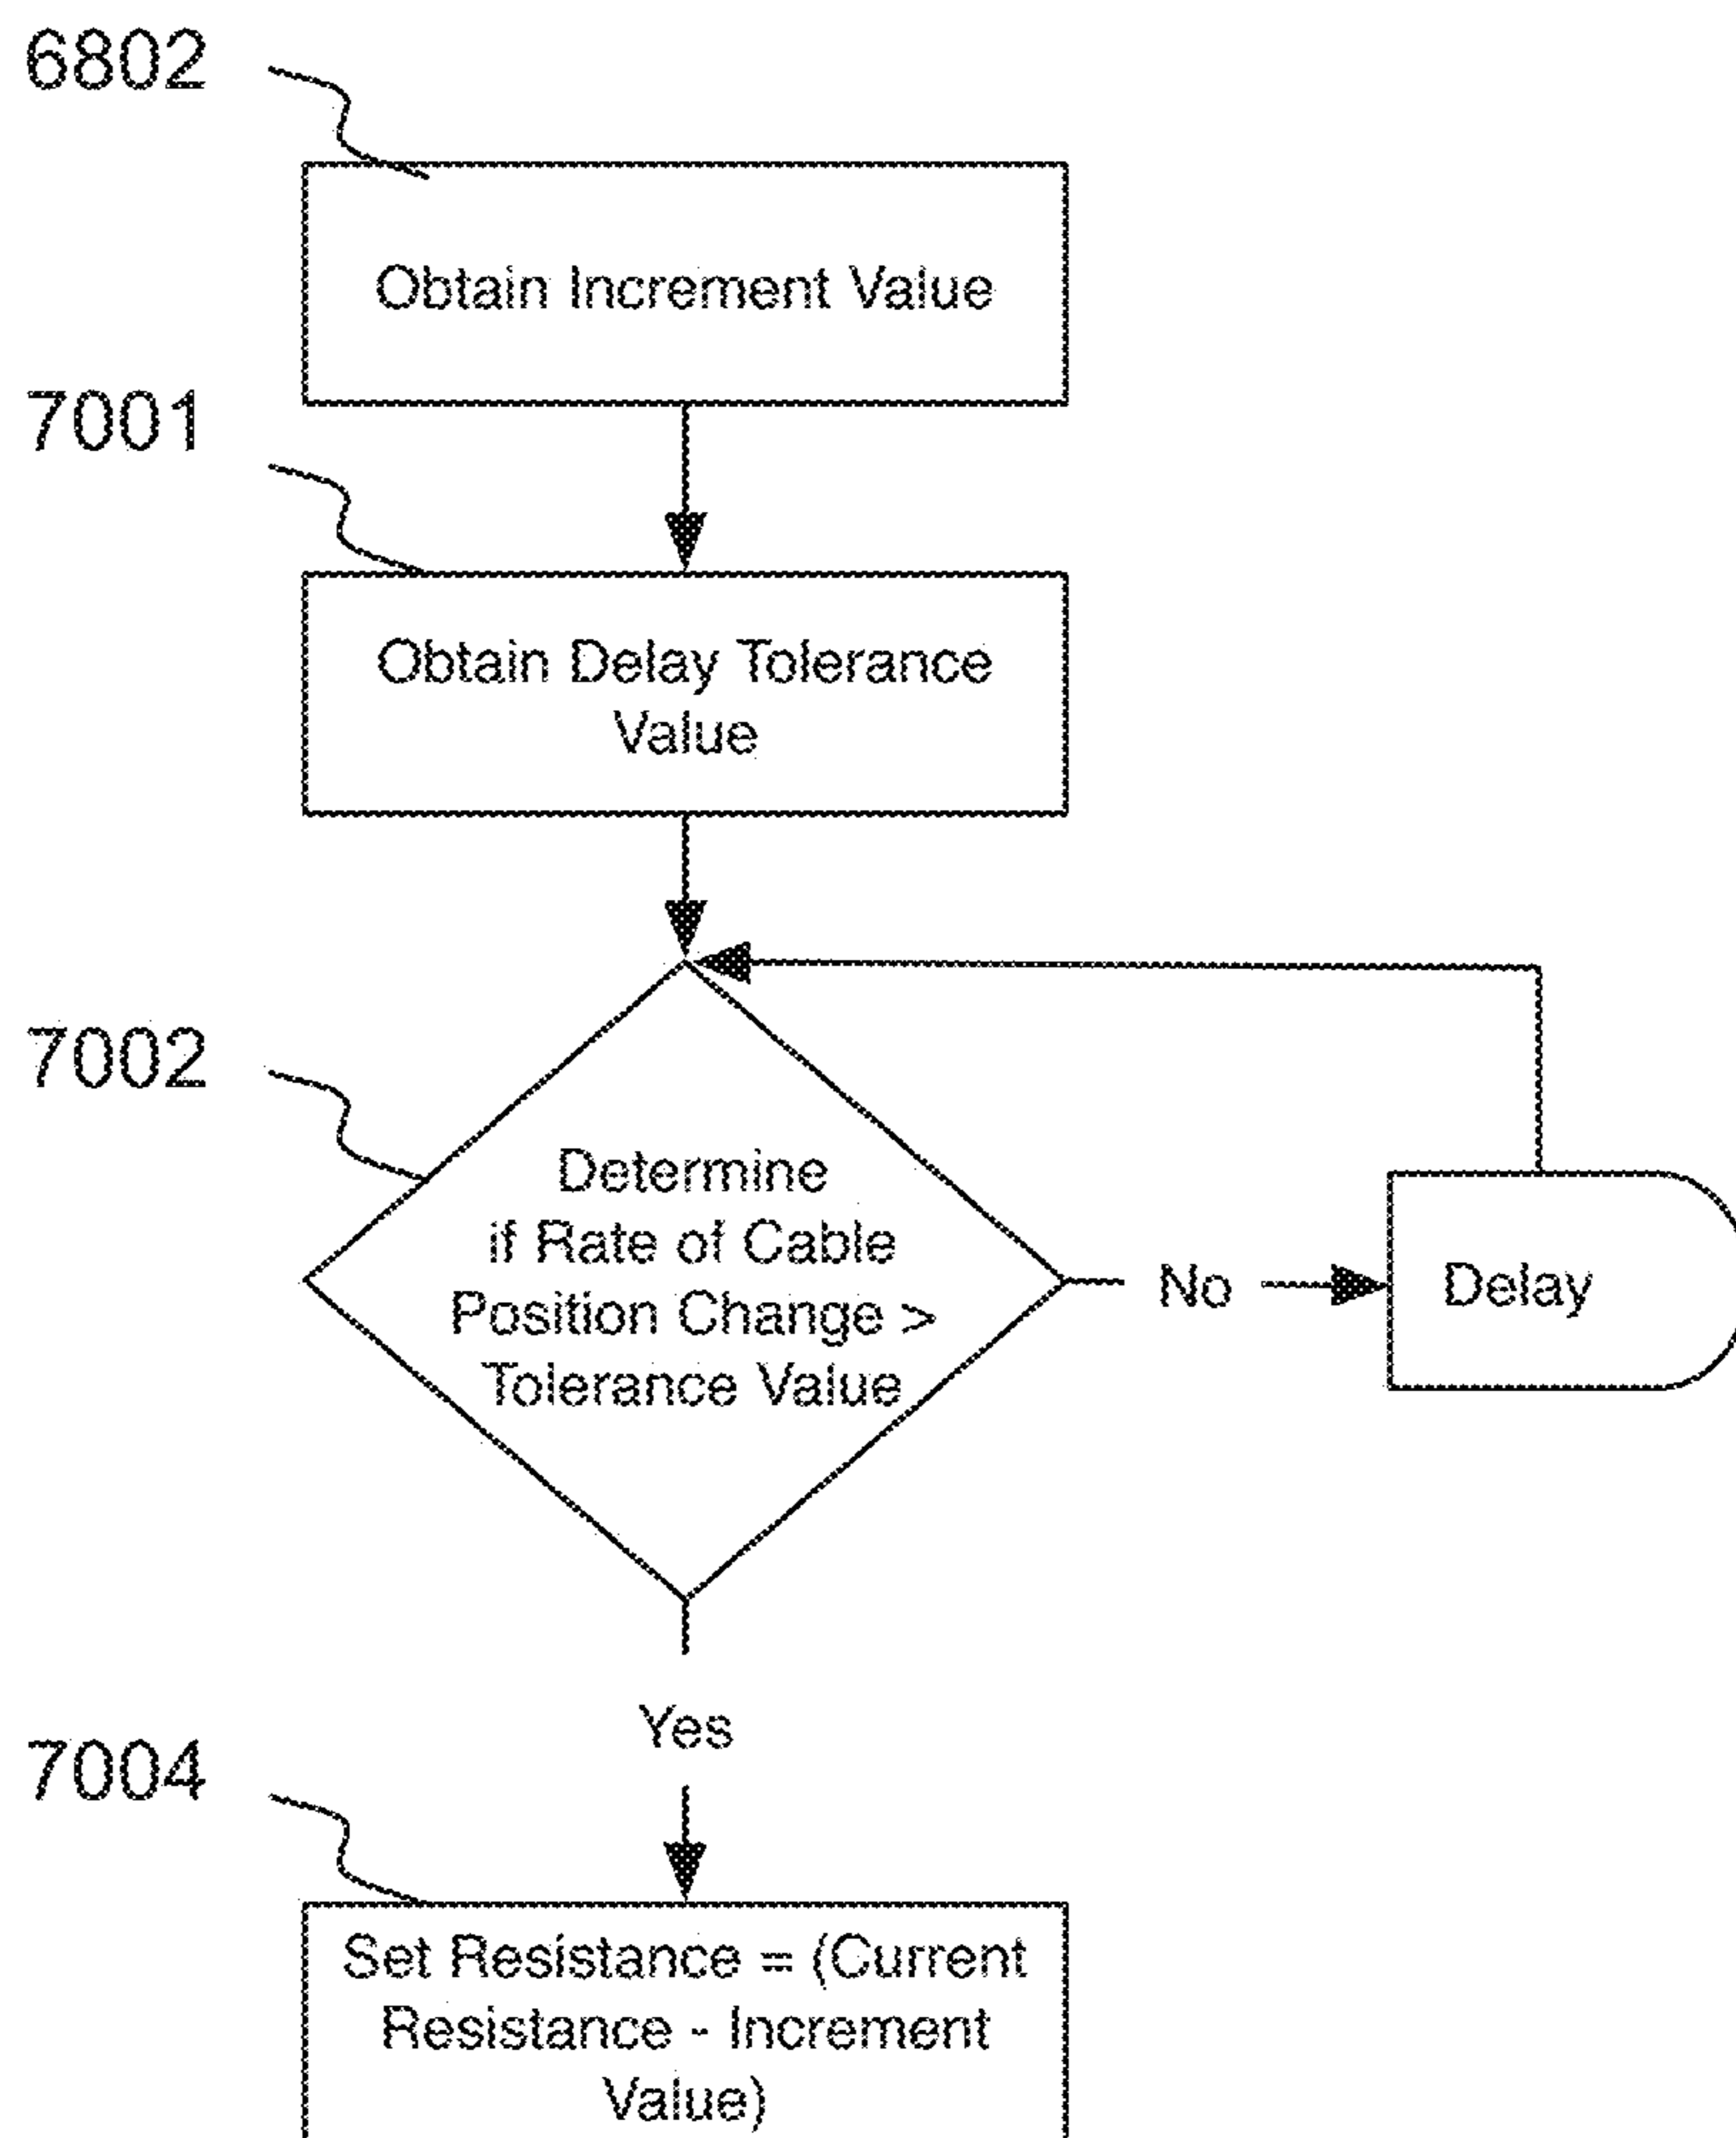 6802
Obtain Increment Value
7001
Obtain Delay Tolerance
Value
7002
Determine
if Rate of Cable
Position Change >
Tolerance Value
No
Delay
Yes
7004
Set Resistance = (Current
Resistance - Increment
Value)